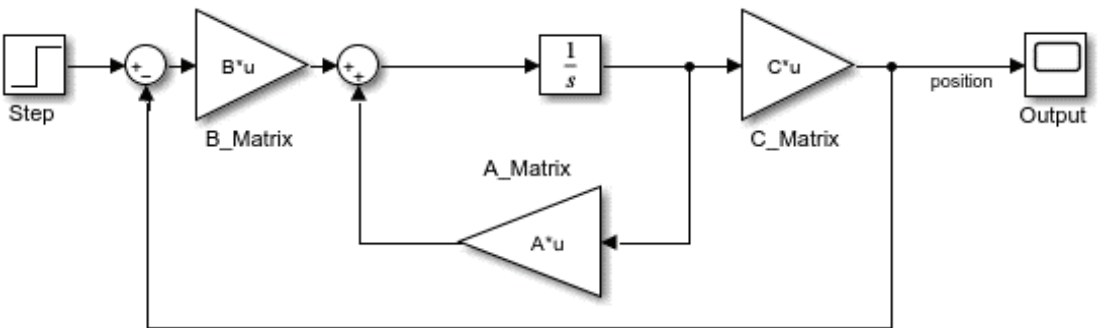 Step
+
−
B*u
B_Matrix
+
+
1
s
C*u
C_Matrix
position
Output
A_Matrix
A*u